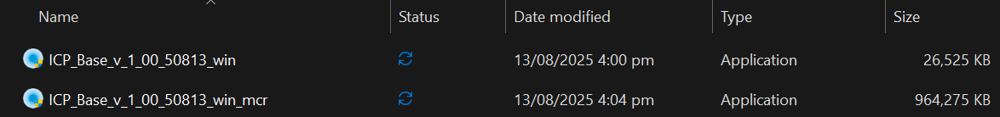 Name Status Date modified Type Size
ICP_Base_v_1_00_50813_win 13/08/2025 4:00 pm Application 26,525 KB
ICP_Base_v_1_00_50813_win_mcr 13/08/2025 4:04 pm Application 964,275 KB